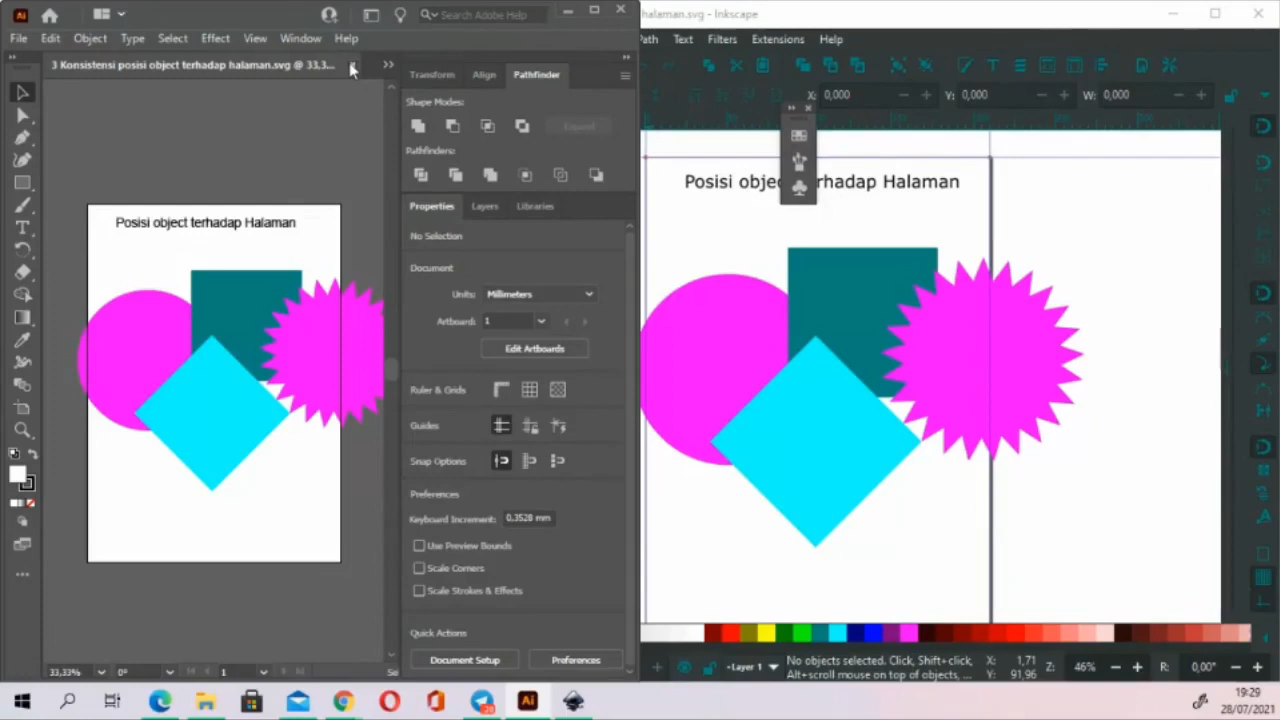 Ai
Search Adobe Help
File Edit Object Type Select Effect View Window Help
3 Konsistensi posisi object terhadap halaman.svg @ 33,3...
Posisi object terhadap Halaman
33,33%
0°
1
Transform Align Pathfinder
Shape Modes:
Expand
Pathfinders:
Properties Layers Libraries
No Selection
Document
Units: Millimeters
Artboard: 1
Edit Artboards
Ruler & Grids
Guides
Snap Options
Preferences
Keyboard Increment: 0,3528 mm
Use Preview Bounds
Scale Corners
Scale Strokes & Effects
Quick Actions
Document Setup Preferences
halaman.svg - Inkscape
Path Text Filters Extensions Help
X: 0,000 Y: 0,000 W: 0,000
Posisi objec terhadap Halaman
Layer 1
No objects selected. Click, Shift+click,
Alt+scroll mouse on top of objects, ...
X: 1,71
Y: 91,96
Z: 46%
R: 0,00°
Ai
19:29
28/07/2021